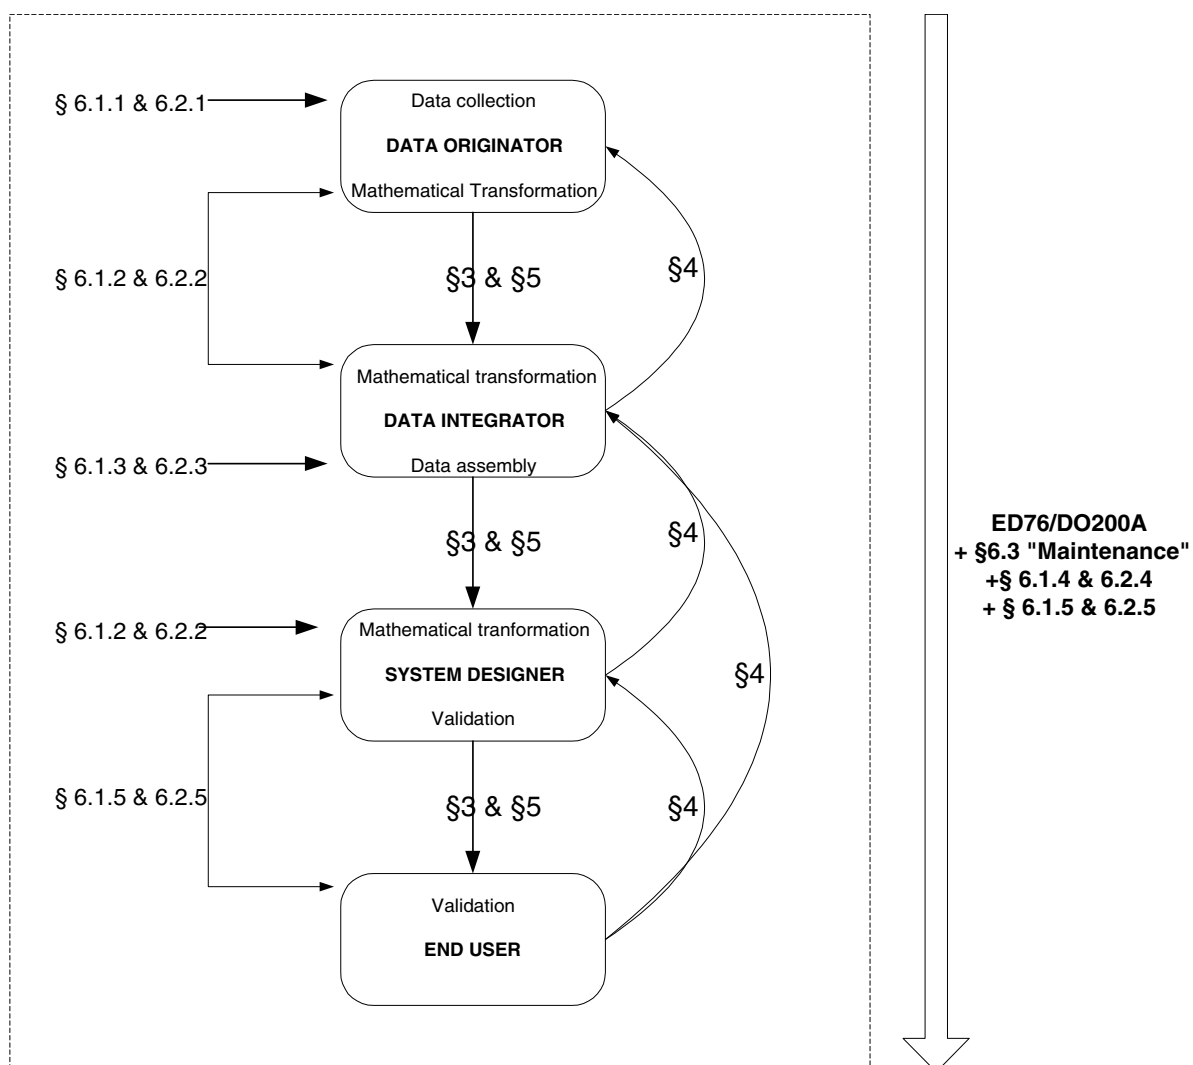 § 6.1.1 & 6.2.1
Data collection
DATA ORIGINATOR
Mathematical Transformation
§ 6.1.2 & 6.2.2
§3 & §5
§4
Mathematical transformation
DATA INTEGRATOR
§ 6.1.3 & 6.2.3
Data assembly
§3 & §5
§4
ED76/DO200A
+ §6.3 "Maintenance"
+§ 6.1.4 & 6.2.4
+ § 6.1.5 & 6.2.5
§ 6.1.2 & 6.2.2
Mathematical tranformation
SYSTEM DESIGNER
§4
Validation
§ 6.1.5 & 6.2.5
§3 & §5
§4
Validation
END USER